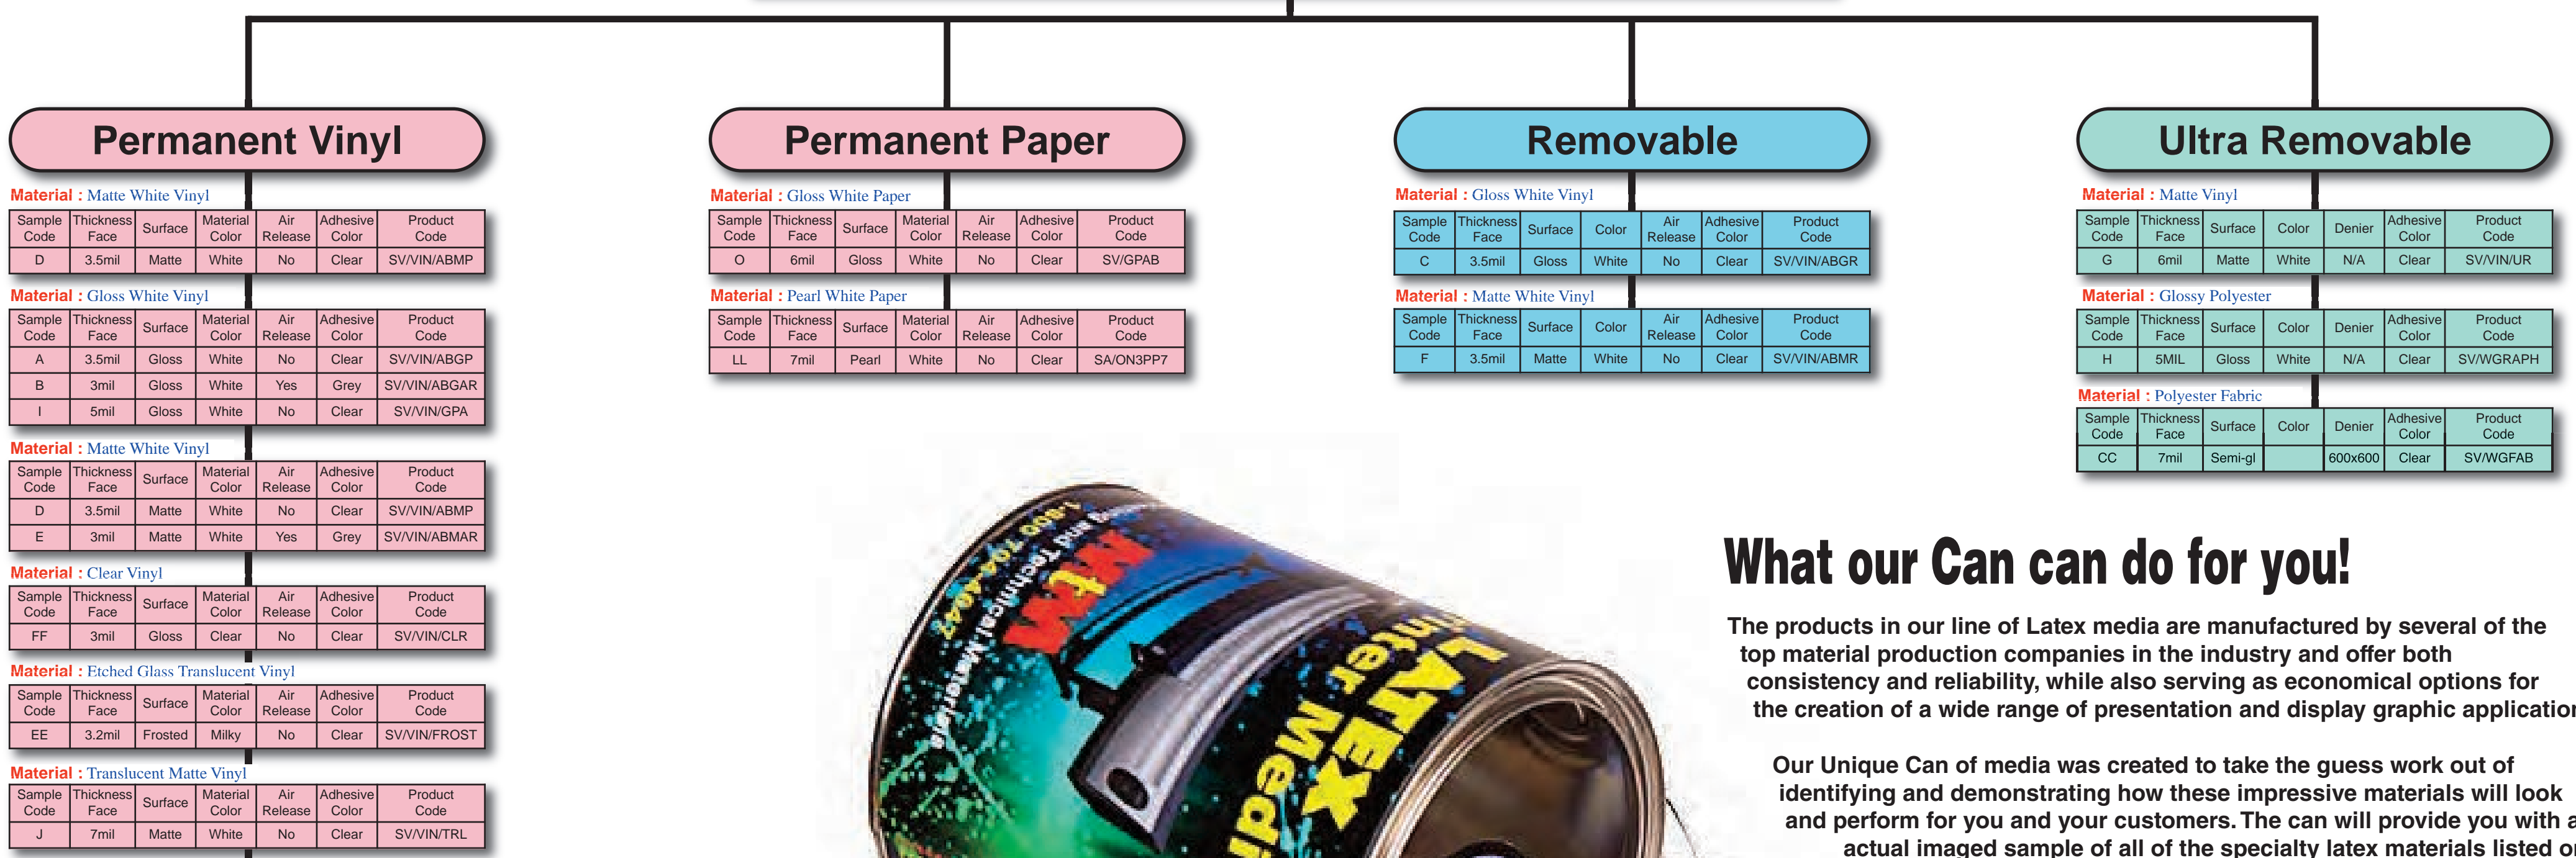 Permanent Vinyl
Material : Matte White Vinyl
Sample Code Thickness Face Surface Material Color Air Release Adhesive Color Product Code
D 3.5mil Matte White No Clear SV/VIN/ABMP
Material : Gloss White Vinyl
Sample Code Thickness Face Surface Material Color Air Release Adhesive Color Product Code
A 3.5mil Gloss White No Clear SV/VIN/ABGP
B 3mil Gloss White Yes Grey SV/VIN/ABGAR
I 5mil Gloss White No Clear SV/VIN/GPA
Material : Matte White Vinyl
Sample Code Thickness Face Surface Material Color Air Release Adhesive Color Product Code
D 3.5mil Matte White No Clear SV/VIN/ABMP
E 3mil Matte White Yes Grey SV/VIN/ABMAR
Material : Clear Vinyl
Sample Code Thickness Face Surface Material Color Air Release Adhesive Color Product Code
FF 3mil Gloss Clear No Clear SV/VIN/CLR
Material : Etched Glass Translucent Vinyl
Sample Code Thickness Face Surface Material Color Air Release Adhesive Color Product Code
EE 3.2mil Frosted Milky No Clear SV/VIN/FROST
Material : Translucent Matte Vinyl
Sample Code Thickness Face Surface Material Color Air Release Adhesive Color Product Code
J 7mil Matte White No Clear SV/VIN/TRL
Permanent Paper
Material : Gloss White Paper
Sample Code Thickness Face Surface Material Color Air Release Adhesive Color Product Code
O 6mil Gloss White No Clear SV/GPAB
Material : Pearl White Paper
Sample Code Thickness Face Surface Material Color Air Release Adhesive Color Product Code
LL 7mil Pearl White No Clear SA/ON3PP7
Removable
Material : Gloss White Vinyl
Sample Code Thickness Face Surface Color Air Release Adhesive Color Product Code
C 3.5mil Gloss White No Clear SV/VIN/ABGR
Material : Matte White Vinyl
Sample Code Thickness Face Surface Color Air Release Adhesive Color Product Code
F 3.5mil Matte White No Clear SV/VIN/ABMR
Ultra Removable
Material : Matte Vinyl
Sample Code Thickness Face Surface Color Denier Adhesive Color Product Code
G 6mil Matte White N/A Clear SV/VIN/UR
Material : Glossy Polyester
Sample Code Thickness Face Surface Color Denier Adhesive Color Product Code
H 5MIL Gloss White N/A Clear SV/WGRAPH
Material : Polyester Fabric
Sample Code Thickness Face Surface Color Denier Adhesive Color Product Code
CC 7mil Semi-gl 600x600 Clear SV/WGFAB
and Technical Materials
MtM
LATEX
What our Can can do for you!
The products in our line of Latex media are manufactured by several of the
top material production companies in the industry and offer both
consistency and reliability, while also serving as economical options for
the creation of a wide range of presentation and display graphic application
Our Unique Can of media was created to take the guess work out of
identifying and demonstrating how these impressive materials will look
and perform for you and your customers. The can will provide you with a
actual imaged sample of all of the specialty latex materials listed o